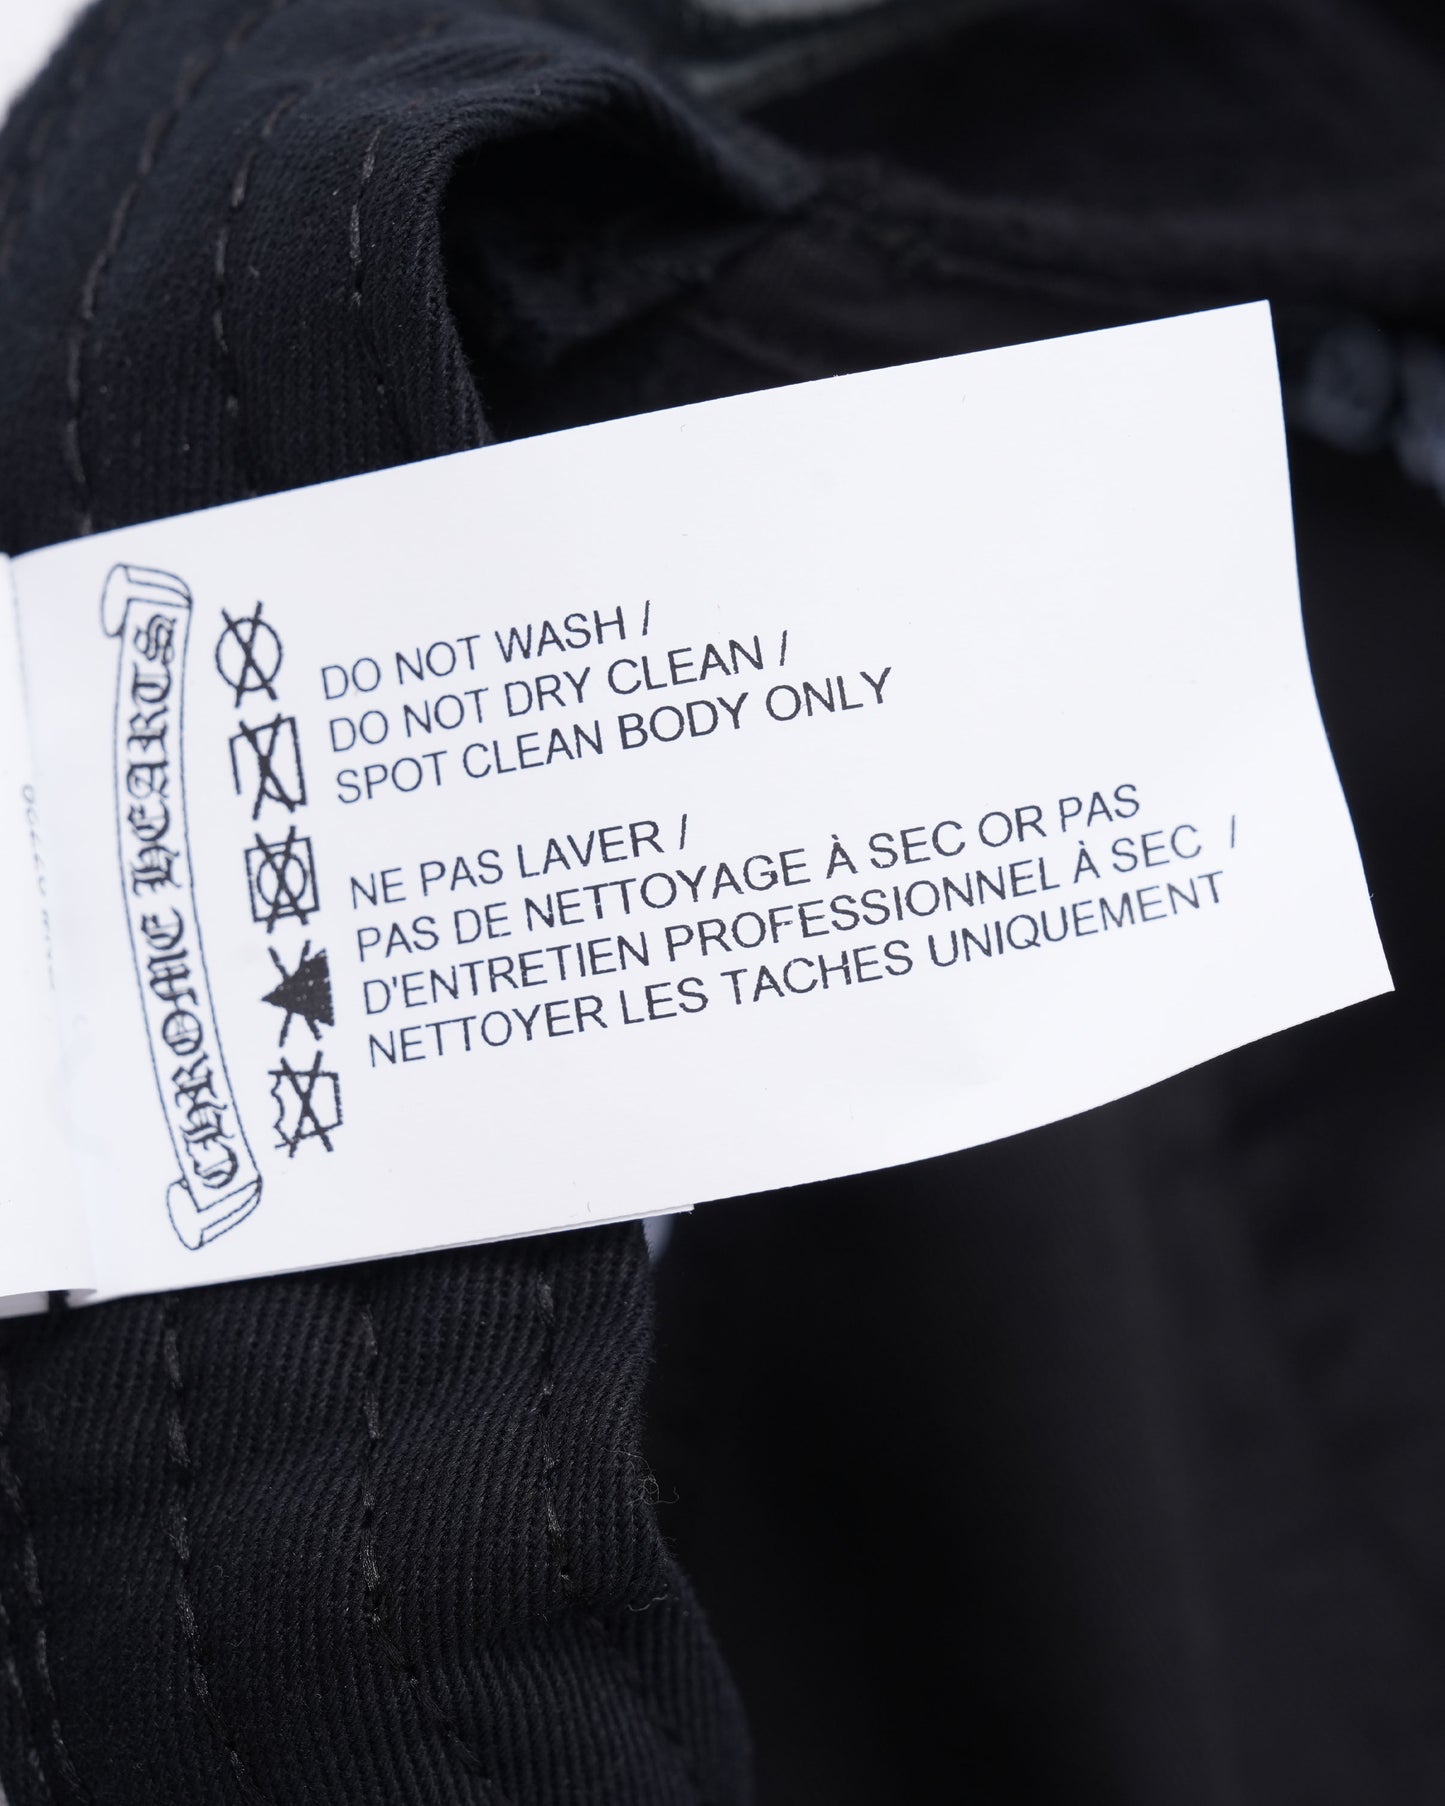 CHROME HEARTS
DO NOT WASH /
DO NOT DRY CLEAN /
SPOT CLEAN BODY ONLY
NE PAS LAVER /
PAS DE NETTOYAGE À SEC OR PAS
D'ENTRETIEN PROFESSIONNEL À SEC /
NETTOYER LES TACHES UNIQUEMENT